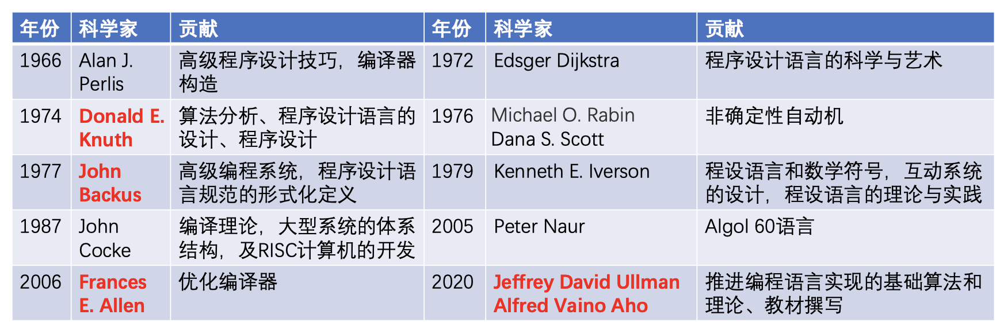 年份 科学家 贡献 年份 科学家 贡献
1966 Alan J. 高级程序设计技巧，编译器 1972 Edsger Dijkstra 程序设计语言的科学与艺术
Perlis 构造
1974 Donald E. 算法分析、程序设计语言的 1976 Michael O. Rabin 非确定性自动机
Knuth 设计、程序设计 Dana S. Scott
1977 John 高级编程系统，程序设计语 1979 Kenneth E. Iverson 程设语言和数学符号，互动系统
Backus 言规范的形式化定义 的设计，程设语言的理论与实践
1987 John 编译理论，大型系统的体系 2005 Peter Naur Algol 60语言
Cocke 结构，及RISC计算机的开发
2006 Frances 优化编译器 2020 Jeffrey David Ullman 推进编程语言实现的基础算法和
E. Allen Alfred Vaino Aho 理论、教材撰写